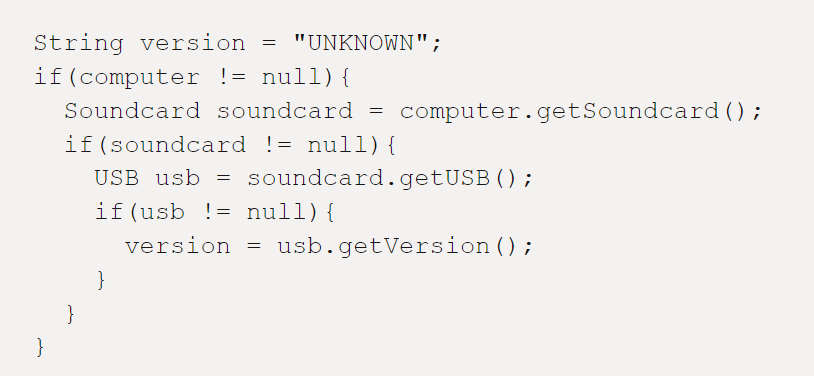 String version = "UNKNOWN";
if(computer != null){
  Soundcard soundcard = computer.getSoundcard();
  if(soundcard != null){
    USB usb = soundcard.getUSB();
    if(usb != null){
      version = usb.getVersion();
    }
  }
}